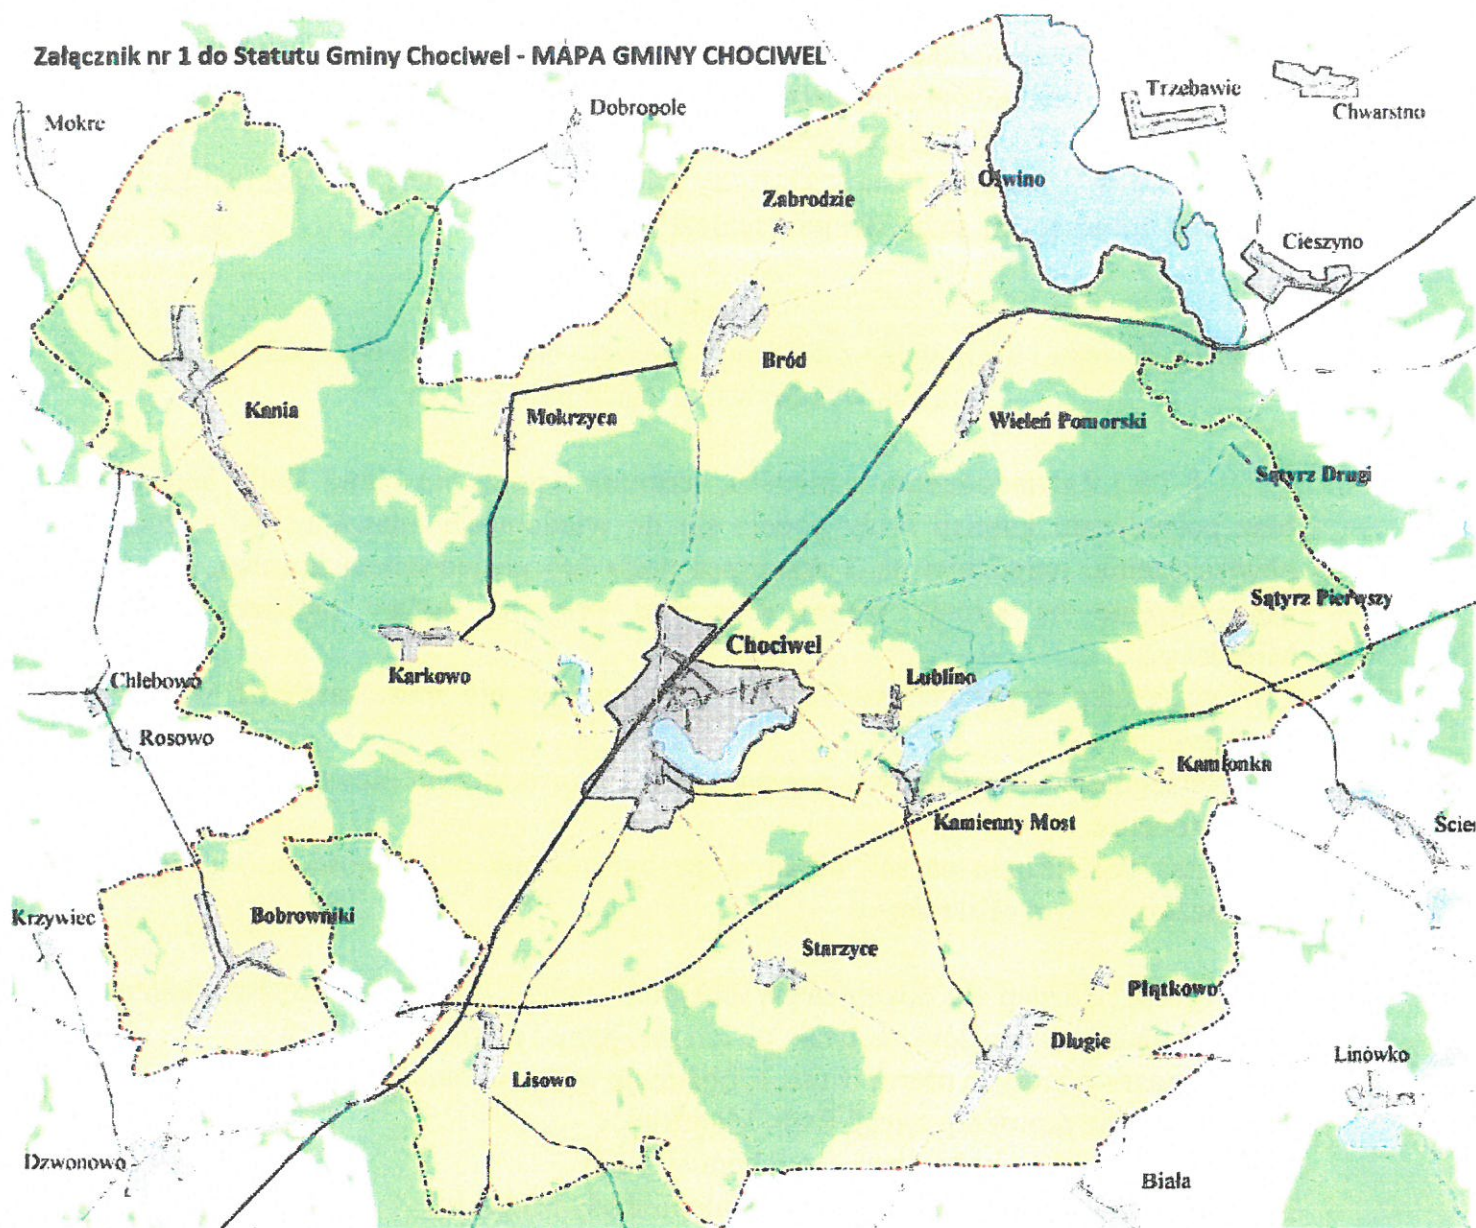 Załącznik nr 1 do Statutu Gminy Chociwel - MAPA GMINY CHOCIWEL
Mokre
Dobropole
Trzebawie
Chwarstno
Oświno
Zabrodzie
Cieszyno
Bród
Kania
Mokrzyca
Wieleń Pomorski
Sątyrz Drugi
Sątyrz Pierwszy
Chociwel
Karkowo
Lublino
Chlebowo
Rosowo
Kamionka
Kamienny Most
Ście
Krzywiec
Bobrowniki
Starzyce
Płątkowo
Długie
Linówko
Lisowo
Dzwonowo
Biała